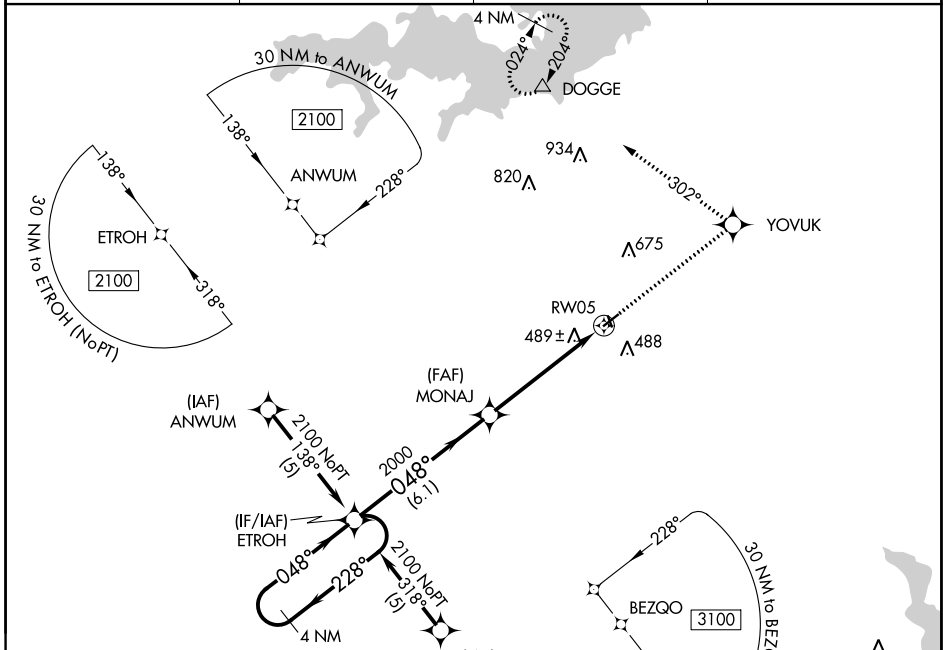 4 NM
024°
204°
DOGGE
30 NM to ANWUM
2100
138°
ANWUM
228°
934
820
302°
YOVUK
138°
ETROH
2100
318°
30 NM to ETROH (NoPT)
675
RW05
489±
488
(FAF)
MONAJ
(IAF)
ANWUM
2100 NoPT
138°
(5)
2000
048°
(6.1)
(IF/IAF)
ETROH
048°
228°
4 NM
2100 NoPT
318°
(5)
228°
BEZQO
3100
30 NM to BEZQ